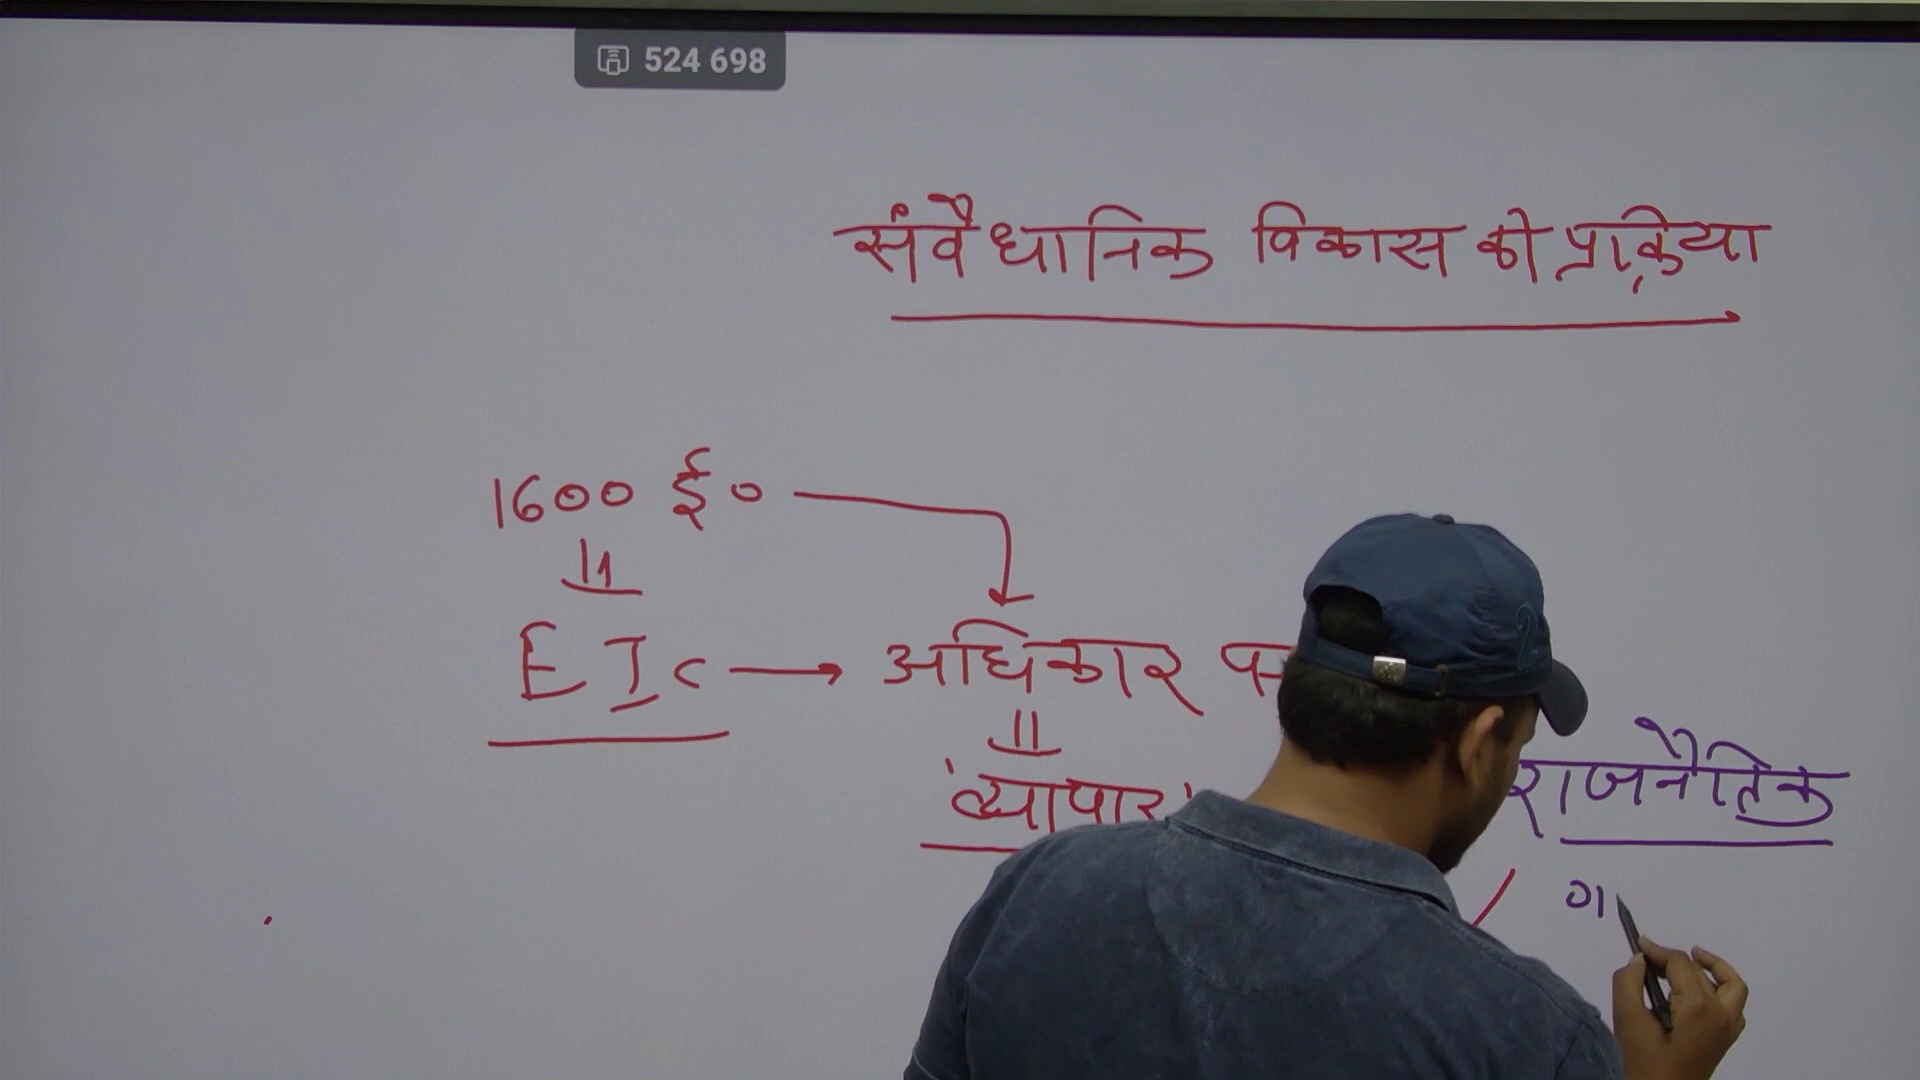 524 698
संवैधानिक विकास की प्रक्रिया
1600 ई०
EIC → अधिकार
'व्यापार'
राजनैतिक